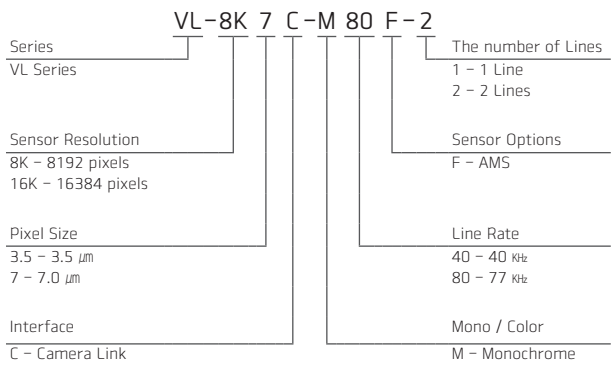 VL-8K 7 C-M 80 F-2
Series
VL Series
The number of Lines
1 - 1 Line
2 - 2 Lines
Sensor Resolution
8K - 8192 pixels
16K - 16384 pixels
Sensor Options
F - AMS
Pixel Size
3.5 - 3.5 ㎛
7 - 7.0 ㎛
Line Rate
40 - 40 ㎑
80 - 77 ㎑
Interface
C - Camera Link
Mono / Color
M - Monochrome